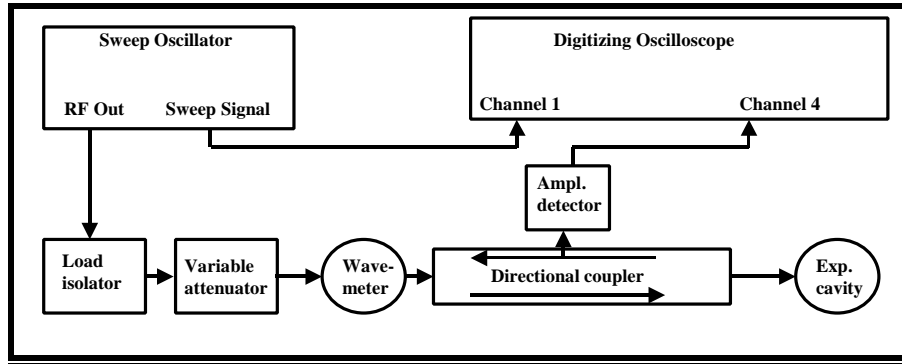 Sweep Oscillator
Digitizing Oscilloscope
RF Out
Sweep Signal
Channel 1
Channel 4
Ampl.
detector
Load
isolator
Variable
attenuator
Wave-
meter
Directional coupler
Exp.
cavity